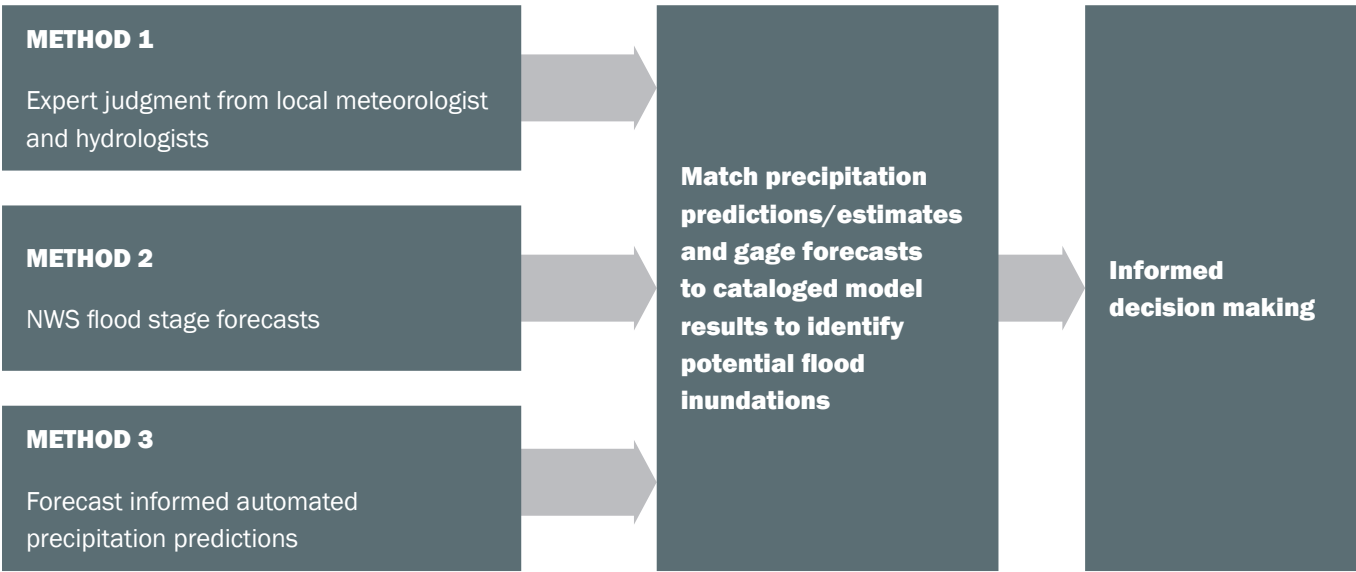 METHOD 1
Expert judgment from local meteorologist
and hydrologists
METHOD 2
NWS flood stage forecasts
METHOD 3
Forecast informed automated
precipitation predictions
Match precipitation
predictions/estimates
and gage forecasts
to cataloged model
results to identify
potential flood
inundations
Informed
decision making